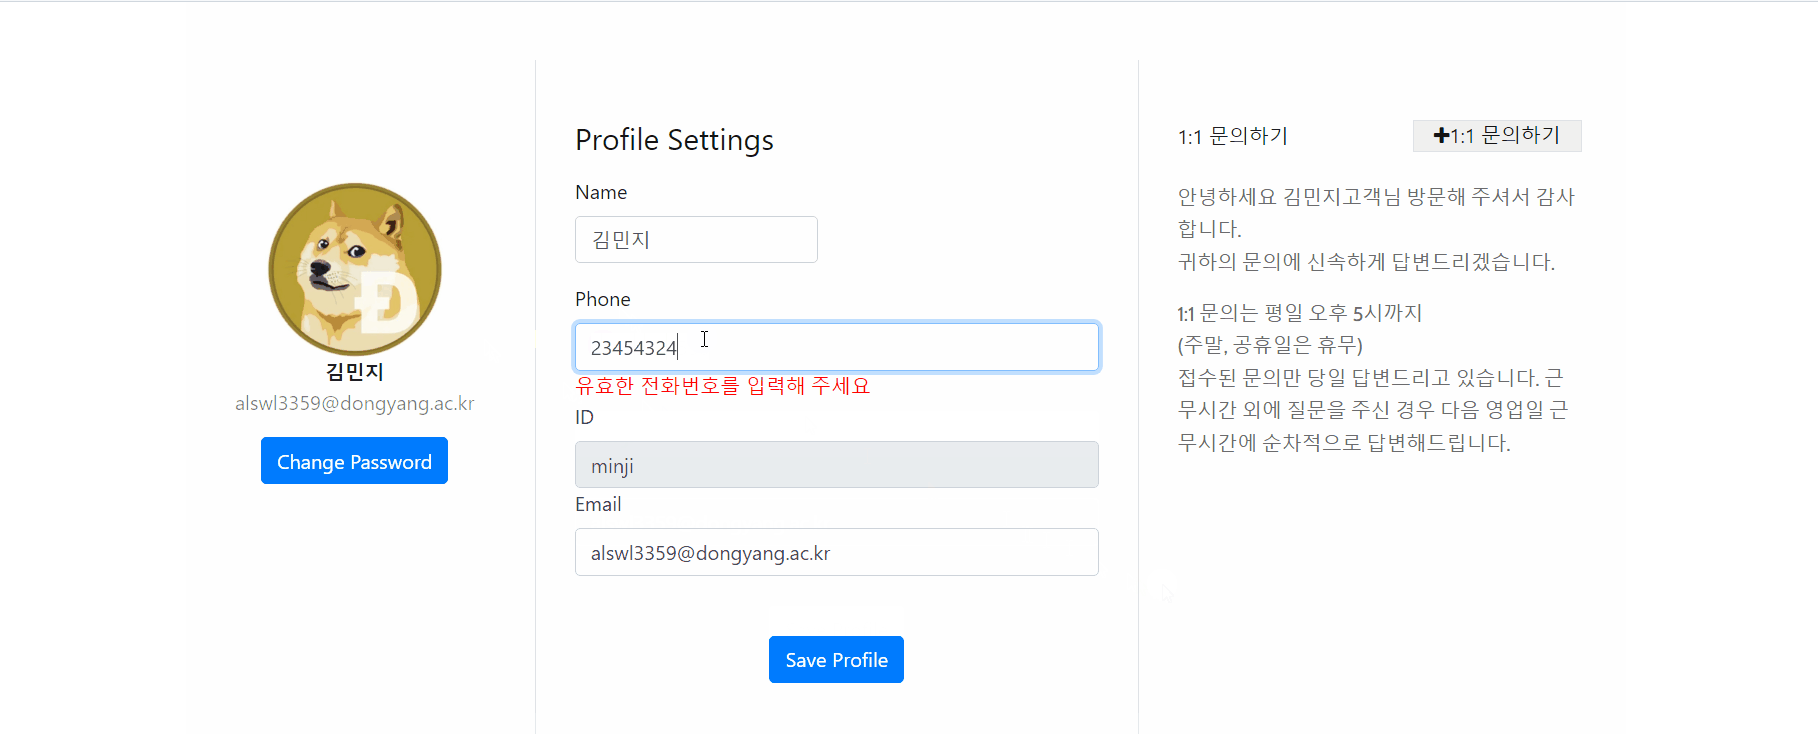 김민지
alswl3359@dongyang.ac.kr
Change Password
Profile Settings
Name
김민지
Phone
23454324
유효한 전화번호를 입력해 주세요
ID
minji
Email
alswl3359@dongyang.ac.kr
Save Profile
1:1 문의하기
✚1:1 문의하기
안녕하세요 김민지고객님 방문해 주셔서 감사
합니다.
귀하의 문의에 신속하게 답변드리겠습니다.
1:1 문의는 평일 오후 5시까지
(주말, 공휴일은 휴무)
접수된 문의만 당일 답변드리고 있습니다. 근
무시간 외에 질문을 주신 경우 다음 영업일 근
무시간에 순차적으로 답변해드립니다.